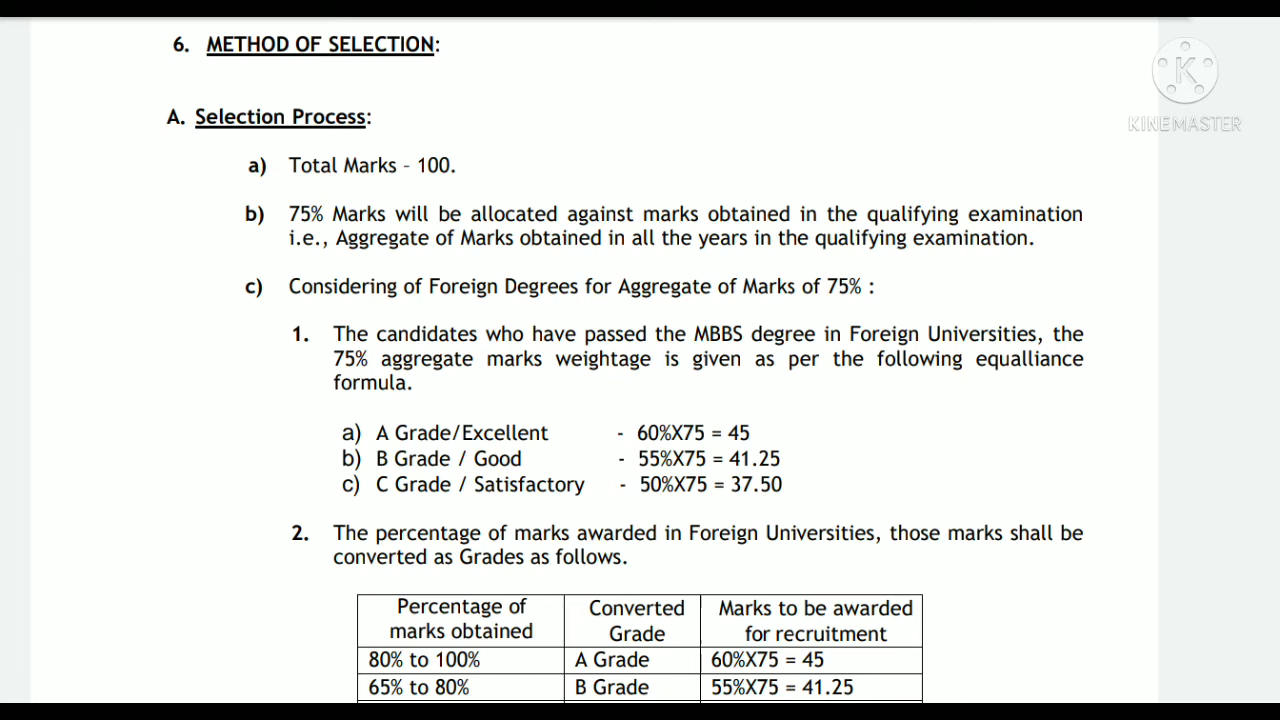 6. METHOD OF SELECTION:
K
KINEMASTER
A. Selection Process:
a) Total Marks - 100.
b) 75% Marks will be allocated against marks obtained in the qualifying examination
i.e., Aggregate of Marks obtained in all the years in the qualifying examination.
c) Considering of Foreign Degrees for Aggregate of Marks of 75% :
1. The candidates who have passed the MBBS degree in Foreign Universities, the
75% aggregate marks weightage is given as per the following equalliance
formula.
a) A Grade/Excellent - 60%X75 = 45
b) B Grade / Good - 55%X75 = 41.25
c) C Grade / Satisfactory - 50%X75 = 37.50
2. The percentage of marks awarded in Foreign Universities, those marks shall be
converted as Grades as follows.
Percentage of Converted Marks to be awarded
marks obtained Grade for recruitment
80% to 100% A Grade 60%X75 = 45
65% to 80% B Grade 55%X75 = 41.25